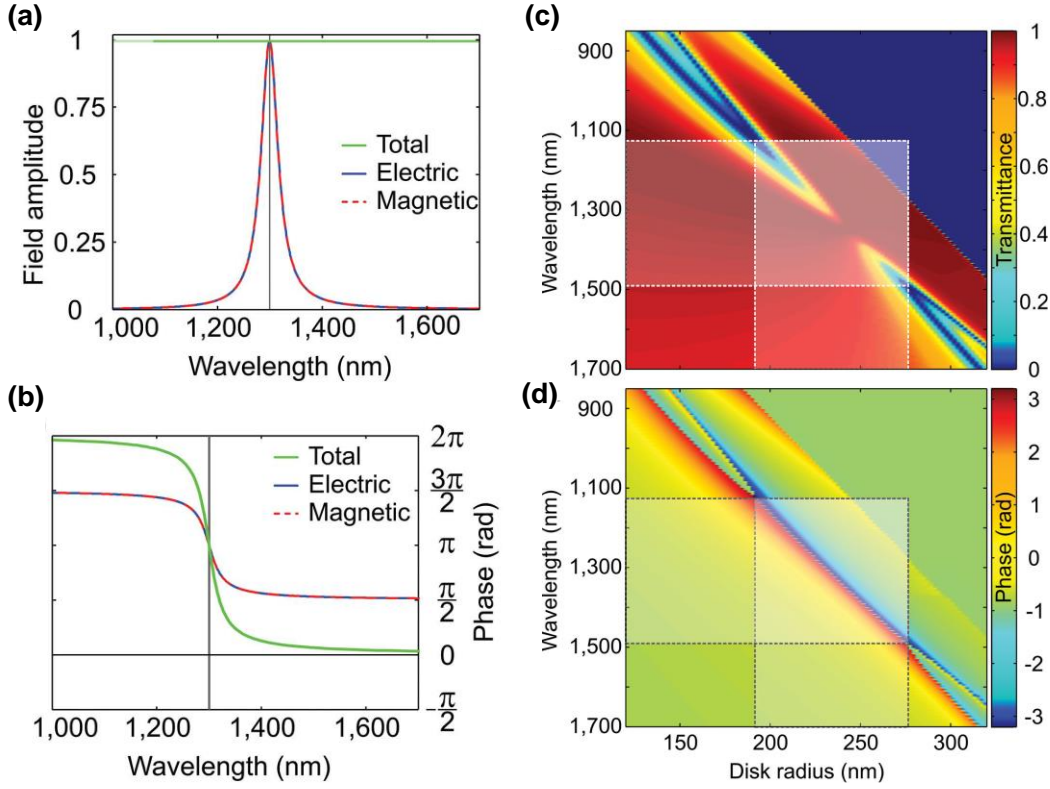 (a)
1
0.75
0.5
0.25
0
Field amplitude
Total
Electric
Magnetic
1,000
1,200
1,400
1,600
Wavelength (nm)
(b)
2π
3π/2
π
π/2
0
-π/2
Phase (rad)
Total
Electric
Magnetic
1,000
1,200
1,400
1,600
Wavelength (nm)
(c)
900
1,100
1,300
1,500
1,700
Wavelength (nm)
1
0.8
0.6
0.4
0.2
0
Transmittance
(d)
900
1,100
1,300
1,500
1,700
Wavelength (nm)
3
2
1
0
-1
-2
-3
Phase (rad)
150
200
250
300
Disk radius (nm)